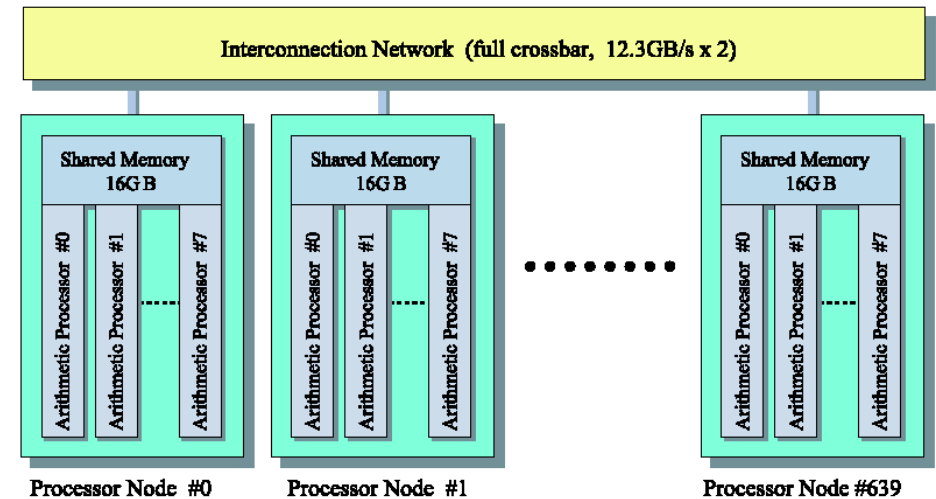 Interconnection Network (full crossbar, 12.3GB/s x 2)
Shared Memory
16GB
Arithmetic Processor #0
Arithmetic Processor #1
Arithmetic Processor #7
Processor Node #0
Shared Memory
16GB
Arithmetic Processor #0
Arithmetic Processor #1
Arithmetic Processor #7
Processor Node #1
Shared Memory
16GB
Arithmetic Processor #0
Arithmetic Processor #1
Arithmetic Processor #7
Processor Node #639